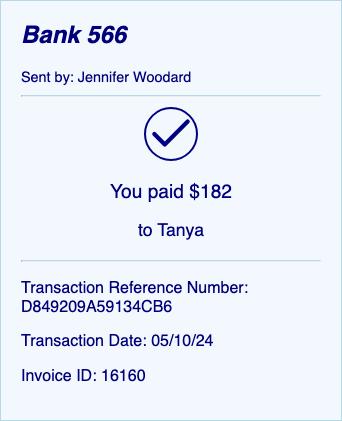 Bank 566
Sent by: Jennifer Woodard
You paid $182
to Tanya
Transaction Reference Number:
D849209A59134CB6
Transaction Date: 05/10/24
Invoice ID: 16160